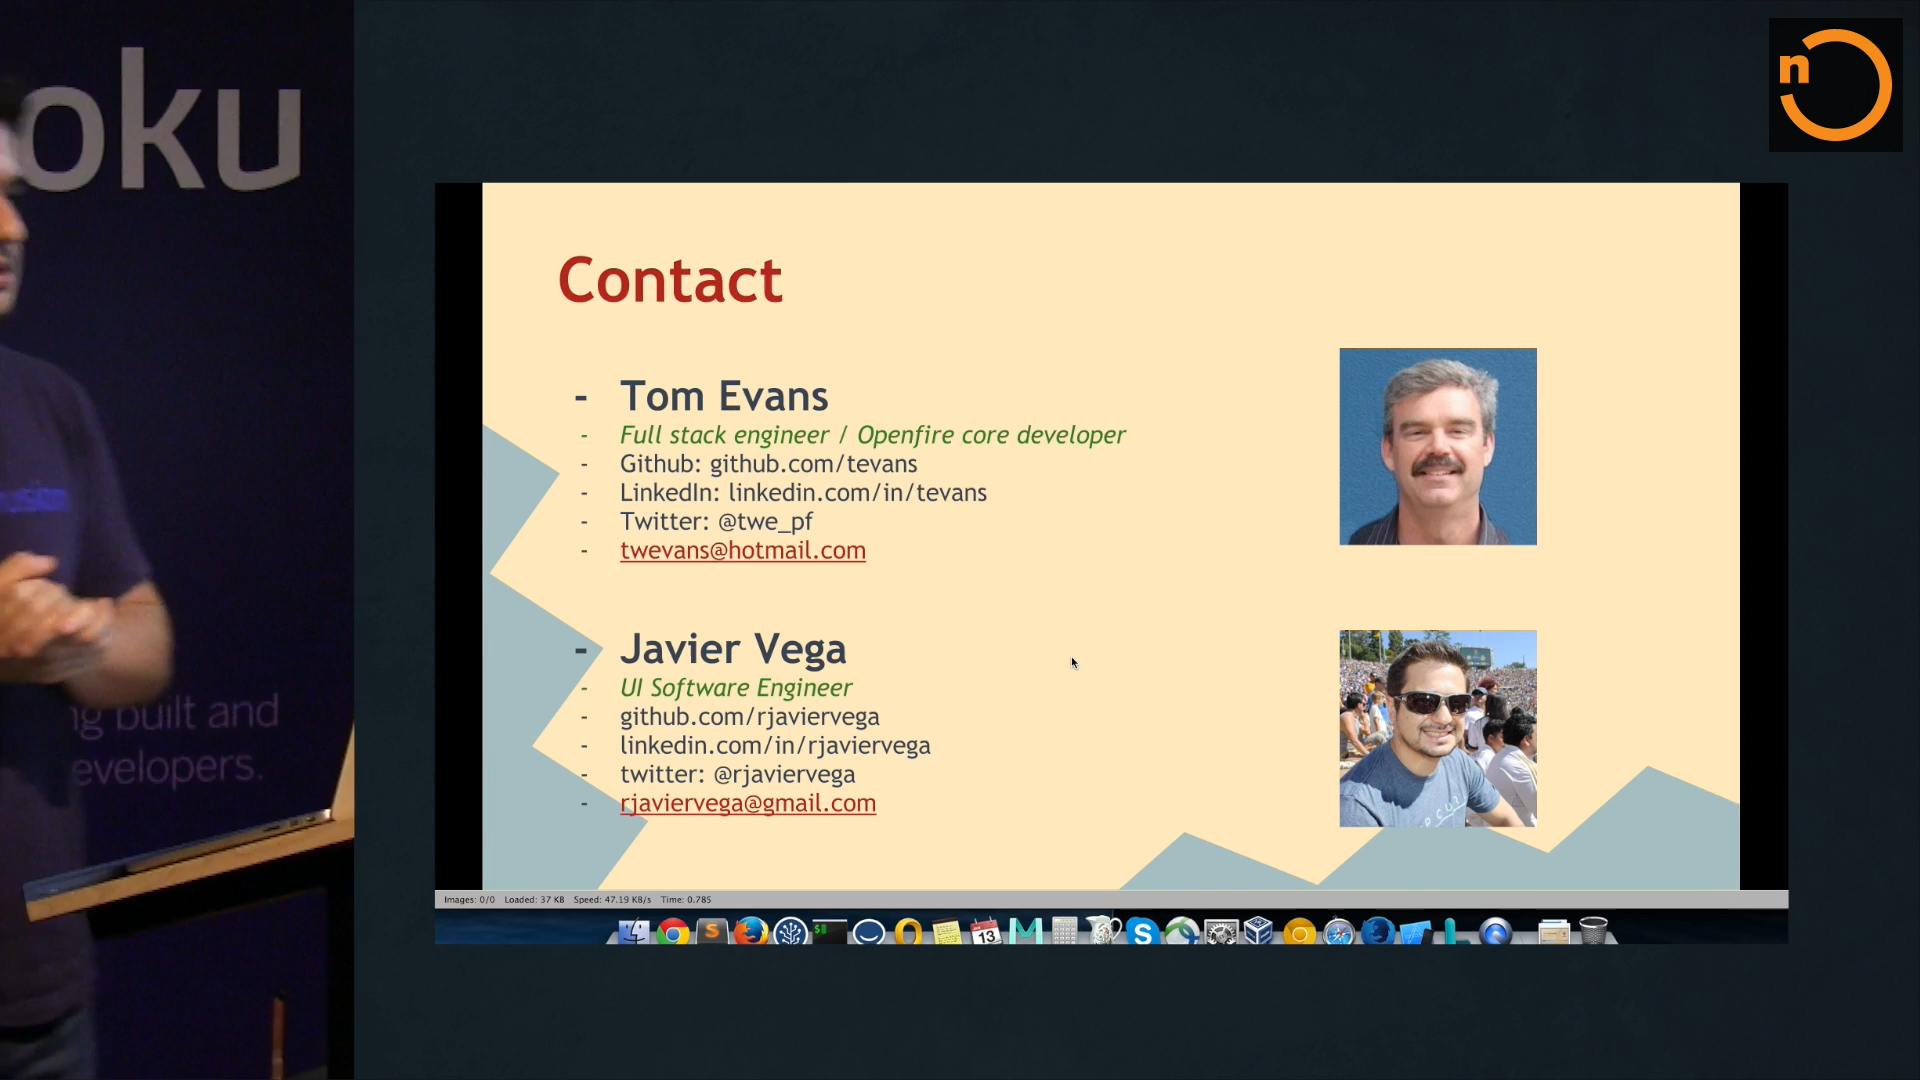 oku
ng built and
evelopers.
n
Contact
- Tom Evans
- Full stack engineer / Openfire core developer
- Github: github.com/tevans
- LinkedIn: linkedin.com/in/tevans
- Twitter: @twe_pf
- twevans@hotmail.com
- Javier Vega
- UI Software Engineer
- github.com/rjaviervega
- linkedin.com/in/rjaviervega
- twitter: @rjaviervega
- rjaviervega@gmail.com
Images: 0/0 Loaded: 37 KB Speed: 47.19 KB/s Time: 0.785
S
$
13
M
S